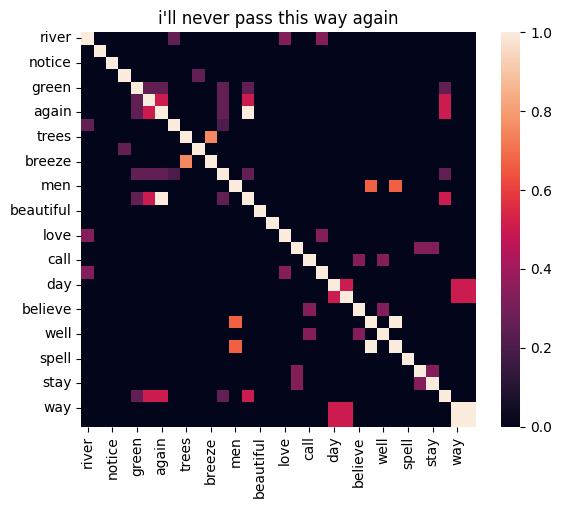 i'll never pass this way again
river
notice
green
again
trees
breeze
men
beautiful
love
call
day
believe
well
spell
stay
way
river
notice
green
again
trees
breeze
men
beautiful
love
call
day
believe
well
spell
stay
way
1.0
0.8
0.6
0.4
0.2
0.0